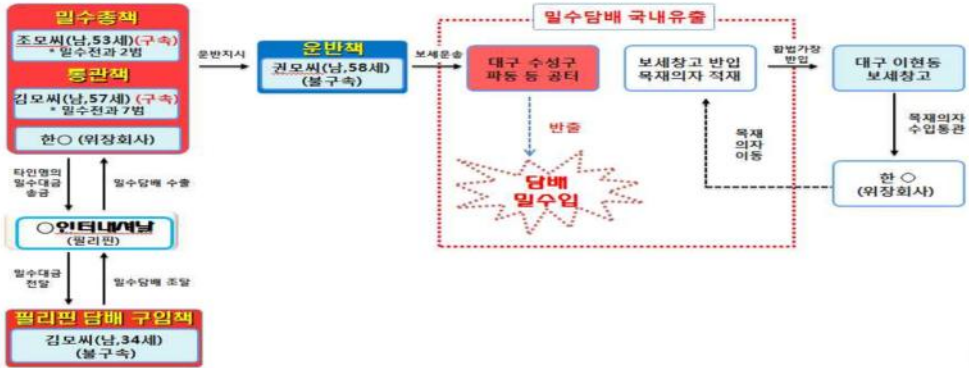 밀수총책
조모씨(남,53세)(구속)
* 밀수전과 2범
통관책
김모씨(남,57세) (구속)
* 밀수전과 7범
한○ (위장회사)
운반지시
운반책
권모씨(남,58세)
(불구속)
보세운송
밀수담배 국내유출
대구 수성구
파동 등 공터
반출
담배
밀수입
보세창고 반입
목재의자 적재
합법가장
반입
대구 이현동
보세창고
목재의자
수입통관
한 ○
(위장회사)
목재
의자
이동
타인명의
밀수대금
송금
밀수담배 수출
○인터내셔날
(필리핀)
밀수대금
전달
밀수담배 조달
필리핀 담배 구입책
김모씨(남,34세)
(불구속)